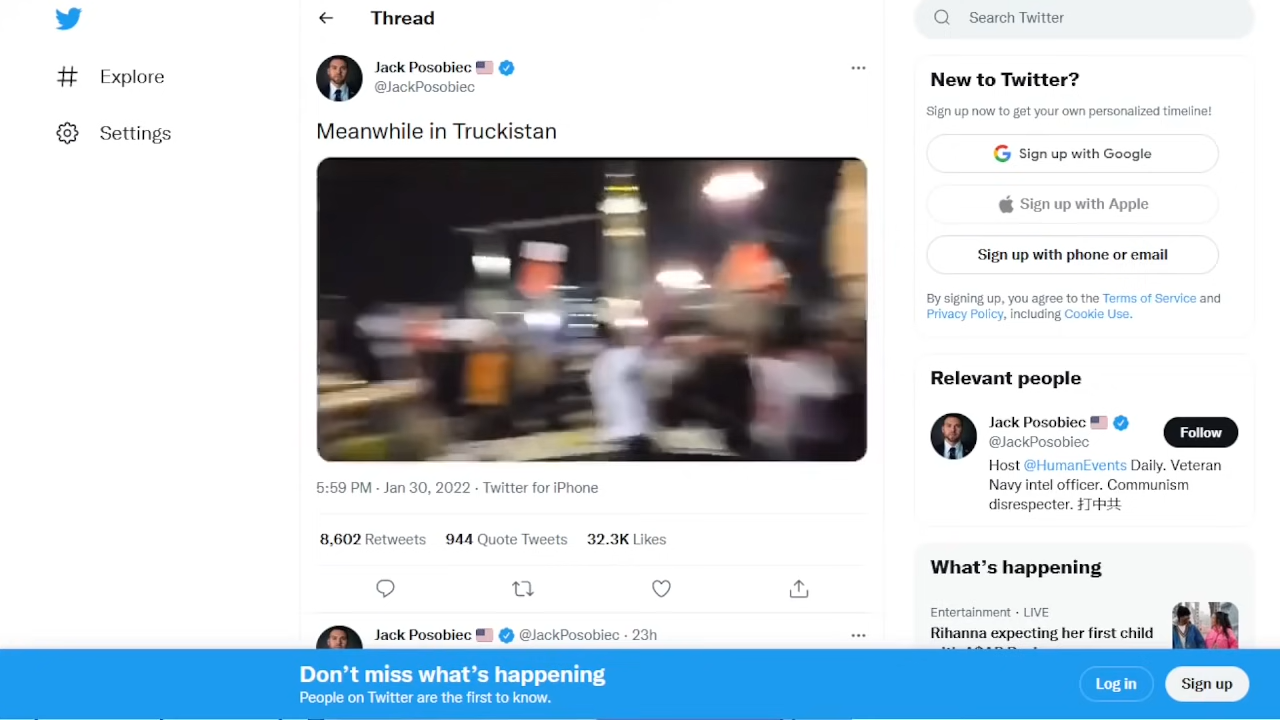 Thread
Search Twitter
Explore
Settings
Jack Posobiec
@JackPosobiec
Meanwhile in Truckistan
5:59 PM · Jan 30, 2022 · Twitter for iPhone
8,602 Retweets 944 Quote Tweets 32.3K Likes
Jack Posobiec @JackPosobiec · 23h
New to Twitter?
Sign up now to get your own personalized timeline!
Sign up with Google
Sign up with Apple
Sign up with phone or email
By signing up, you agree to the Terms of Service and
Privacy Policy, including Cookie Use.
Relevant people
Jack Posobiec
@JackPosobiec
Follow
Host @HumanEvents Daily. Veteran
Navy intel officer. Communism
disrespecter. 打中共
What's happening
Entertainment · LIVE
Rihanna expecting her first child
Don't miss what's happening
People on Twitter are the first to know.
Log in
Sign up